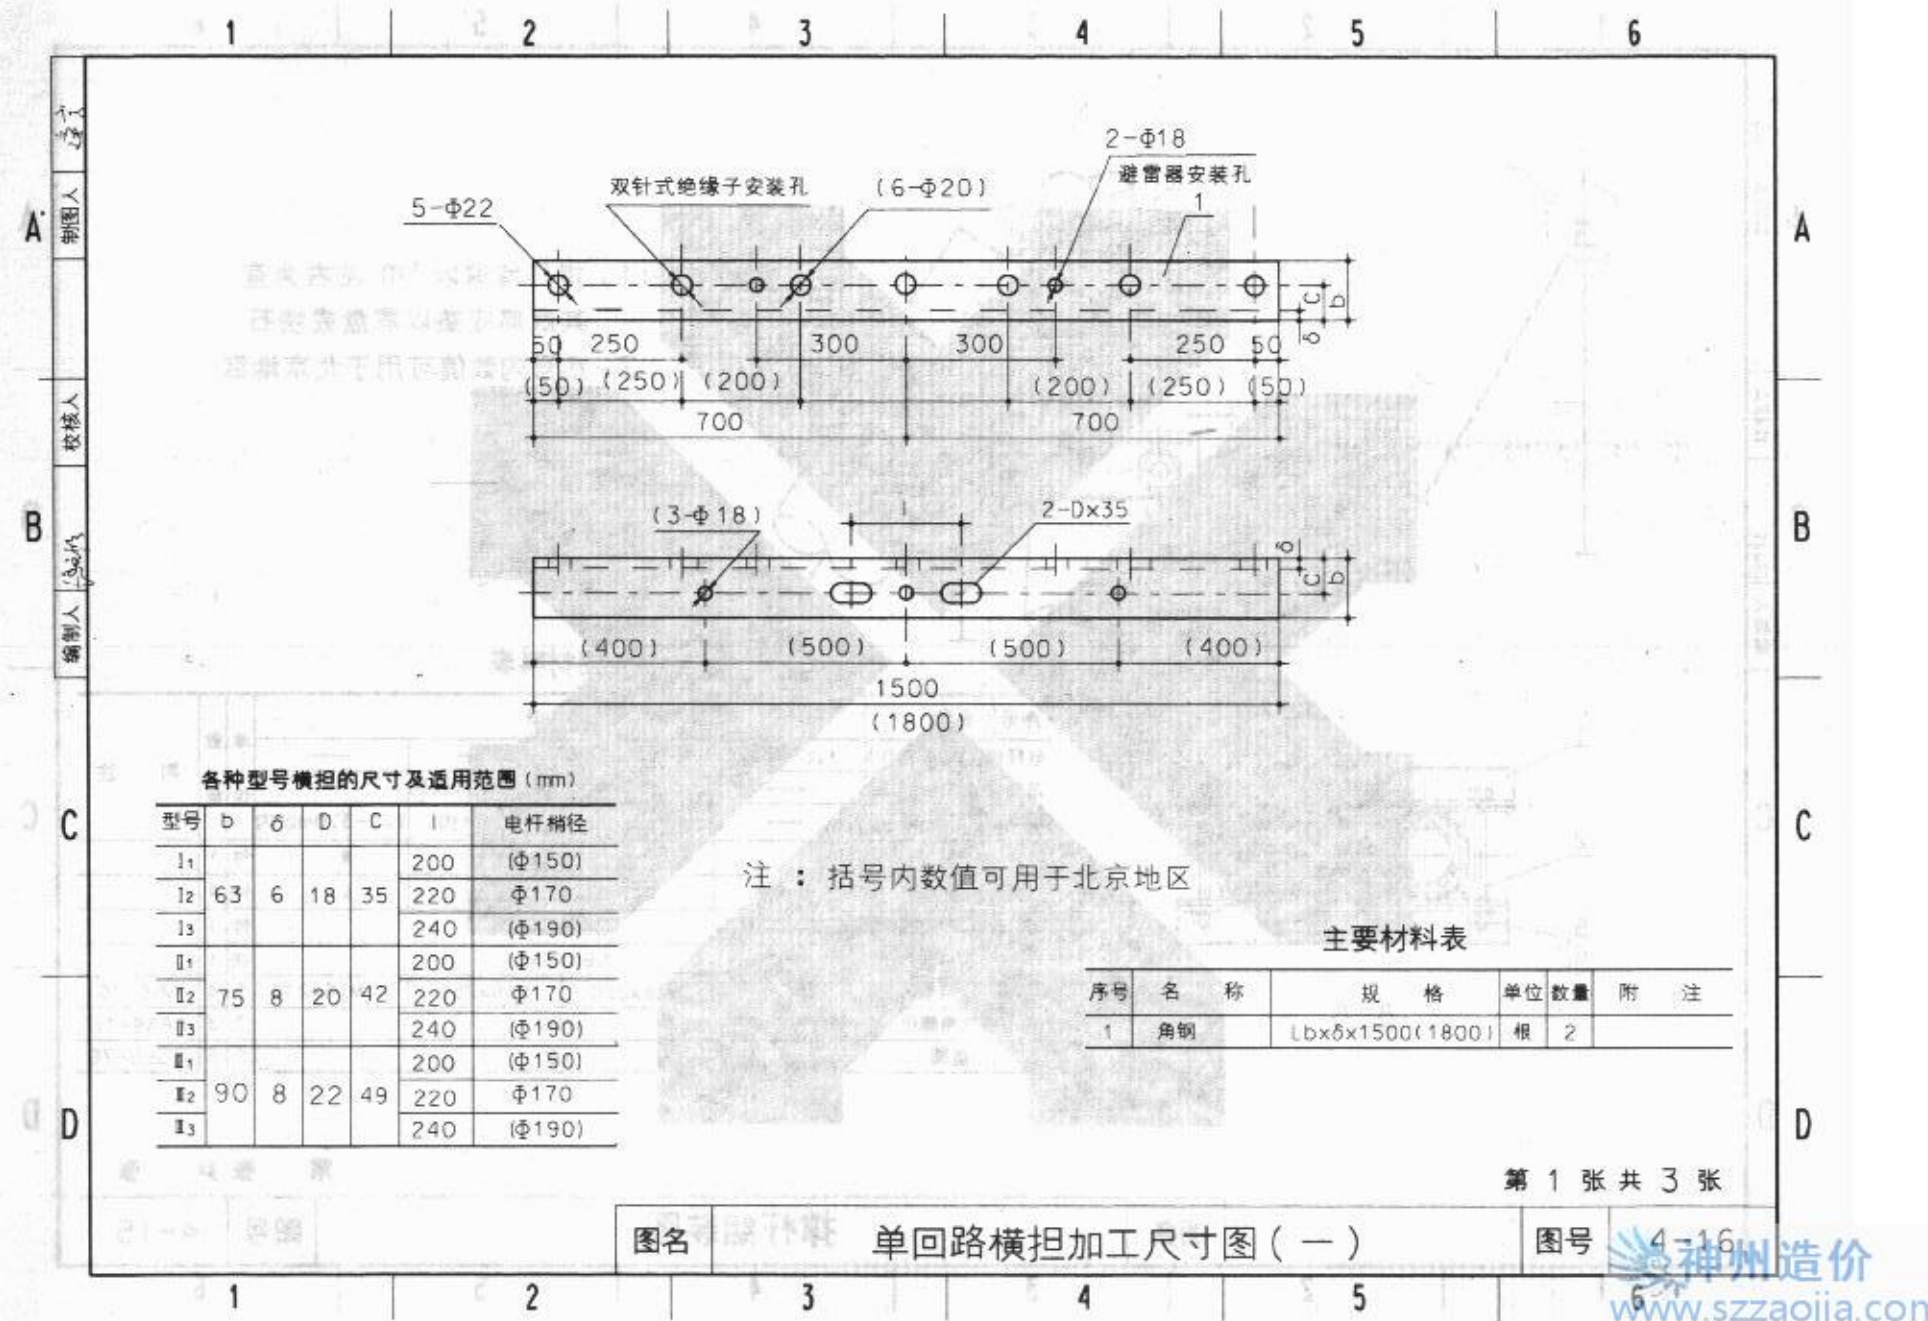 1 2 3 4 5 6
2-Φ18
避雷器安装孔
双针式绝缘子安装孔
(6-Φ20)
5-Φ22
1
A
制图人
A
50 250 300 300 250 50
δ C b
(50) (250) (200) (200) (250) (50)
700 700
校核人
(3-Φ18)
l
2-D×35
B
B
δ C b
编制人
(400) (500) (500) (400)
1500
(1800)
各种型号横担的尺寸及适用范围(mm)
型号 b δ D C l 电杆梢径
Ⅰ1 200 (Φ150)
Ⅰ2 63 6 18 35 220 Φ170
Ⅰ3 240 (Φ190)
Ⅱ1 200 (Φ150)
Ⅱ2 75 8 20 42 220 Φ170
Ⅱ3 240 (Φ190)
Ⅲ1 200 (Φ150)
Ⅲ2 90 8 22 49 220 Φ170
Ⅲ3 240 (Φ190)
C
C
注：括号内数值可用于北京地区
主要材料表
序号 名称 规格 单位 数量 附注
1 角钢 Lb×δ×1500(1800) 根 2
D
D
第 1 张 共 3 张
图名 单回路横担加工尺寸图(一) 图号 4-16
1 2 3 4 5 6
神州造价
www.szzaojia.com